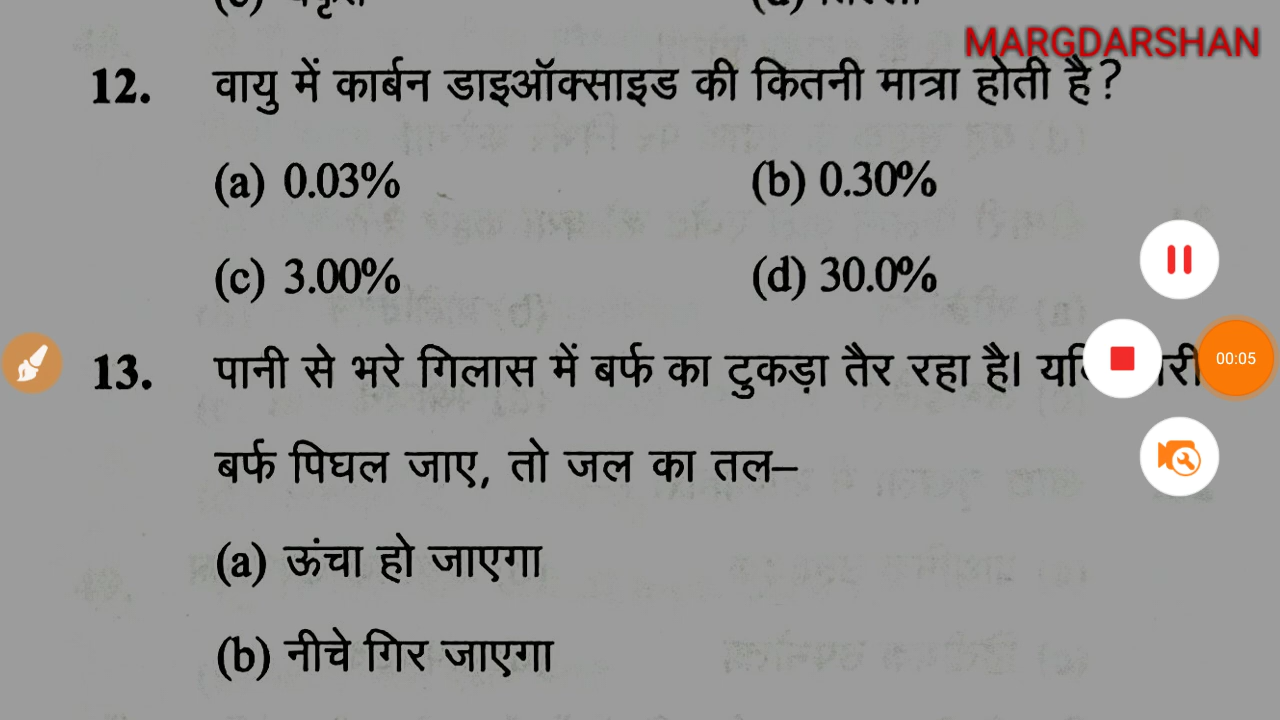 MARGDARSHAN
12. वायु में कार्बन डाइऑक्साइड की कितनी मात्रा होती है?
(a) 0.03% (b) 0.30%
(c) 3.00% (d) 30.0%
13. पानी से भरे गिलास में बर्फ का टुकड़ा तैर रहा है।
00:05
बर्फ पिघल जाए, तो जल का तल–
(a) ऊंचा हो जाएगा
(b) नीचे गिर जाएगा